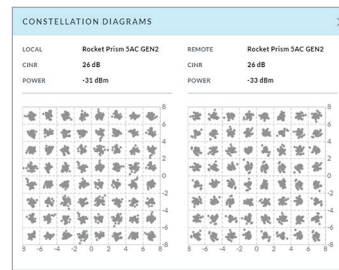 CONSTELLATION DIAGRAMS
LOCAL Rocket Prism 5AC GEN2
CINR 26 dB
POWER -31 dBm
REMOTE Rocket Prism 5AC GEN2
CINR 26 dB
POWER -33 dBm
8
6
4
2
0
-2
-4
-6
-8
8 -6 -4 -2 0 2 4 6 8
8
6
4
2
0
-2
-4
-6
-8
-8 -6 -4 -2 0 2 4 6 8